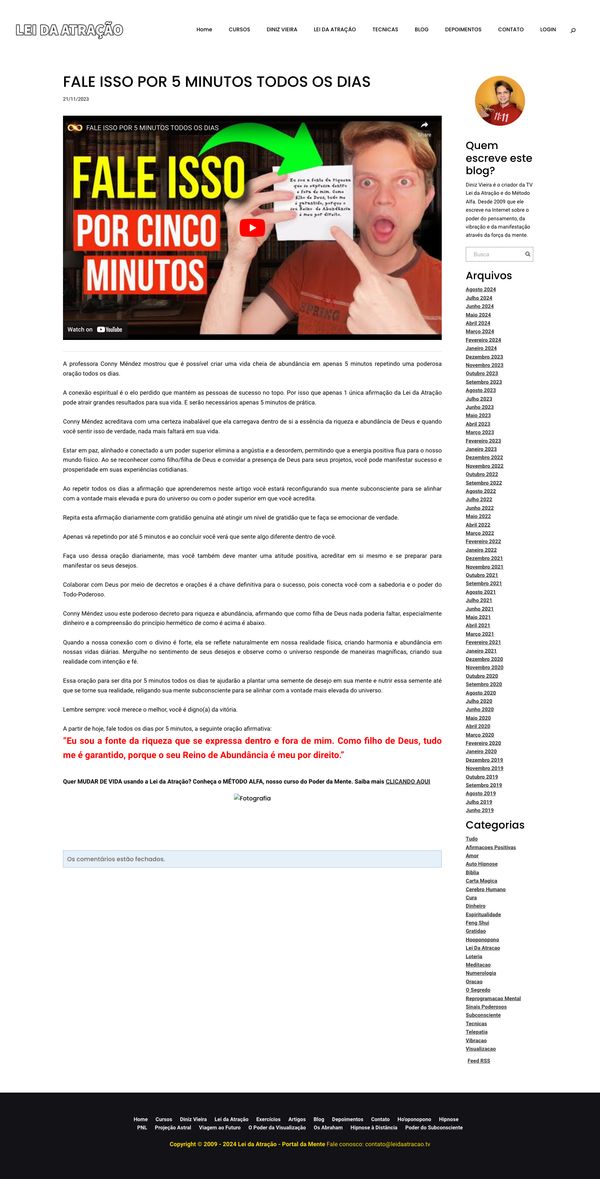 LEI DA ATRAÇÃO
Home CURSOS DINIZ VIEIRA LEI DA ATRAÇÃO TECNICAS BLOG DEPOIMENTOS CONTATO LOGIN
FALE ISSO POR 5 MINUTOS TODOS OS DIAS
21/11/2023
FALE ISSO POR 5 MINUTOS TODOS OS DIAS
Share
FALE ISSO
POR CINCO
MINUTOS
Eu sou a fonte da riqueza
que se expressa dentro
e fora de mim. Como
filho de Deus, tudo me
é garantido, porque o
seu Reino de Abundância
é meu por direito.
Watch on YouTube
A professora Conny Méndez mostrou que é possível criar uma vida cheia de abundância em apenas 5 minutos repetindo uma poderosa
oração todos os dias.
A conexão espiritual é o elo perdido que mantém as pessoas de sucesso no topo. Por isso que apenas 1 única afirmação da Lei da Atração
pode atrair grandes resultados para sua vida. E serão necessários apenas 5 minutos de prática.
Conny Méndez acreditava com uma certeza inabalável que ela carregava dentro de si a essência da riqueza e abundância de Deus e quando
você sentir isso de verdade, nada mais faltará em sua vida.
Estar em paz, alinhado e conectado a um poder superior elimina a angústia e a desordem, permitindo que a energia positiva flua para o nosso
mundo físico. Ao se reconhecer como filho/filha de Deus e convidar a presença de Deus para seus projetos, você pode manifestar sucesso e
prosperidade em suas experiências cotidianas.
Ao repetir todos os dias a afirmação que aprenderemos neste artigo você estará reconfigurando sua mente subconsciente para se alinhar
com a vontade mais elevada e pura do universo ou com o poder superior em que você acredita.
Repita esta afirmação diariamente com gratidão genuína até atingir um nível de gratidão que te faça se emocionar de verdade.
Apenas vá repetindo por até 5 minutos e ao concluir você verá que sente algo diferente dentro de você.
Faça uso dessa oração diariamente, mas você também deve manter uma atitude positiva, acreditar em si mesmo e se preparar para
manifestar os seus desejos.
Colaborar com Deus por meio de decretos e orações é a chave definitiva para o sucesso, pois conecta você com a sabedoria e o poder do
Todo-Poderoso.
Conny Méndez usou este poderoso decreto para riqueza e abundância, afirmando que como filha de Deus nada poderia faltar, especialmente
dinheiro e a compreensão do princípio hermético de como é acima é abaixo.
Quando a nossa conexão com o divino é forte, ela se reflete naturalmente em nossa realidade física, criando harmonia e abundância em
nossas vidas diárias. Mergulhe no sentimento de seus desejos e observe como o universo responde de maneiras magníficas, criando sua
realidade com intenção e fé.
Essa oração para ser dita por 5 minutos todos os dias te ajudarão a plantar uma semente de desejo em sua mente e nutrir essa semente até
que se torne sua realidade, religando sua mente subconsciente para se alinhar com a vontade mais elevada do universo.
Lembre sempre: você merece o melhor, você é digno(a) da vitória.
A partir de hoje, fale todos os dias por 5 minutos, a seguinte oração afirmativa:
"Eu sou a fonte da riqueza que se expressa dentro e fora de mim. Como filho de Deus, tudo
me é garantido, porque o seu Reino de Abundância é meu por direito."
Quer MUDAR DE VIDA usando a Lei da Atração? Conheça o MÉTODO ALFA, nosso curso do Poder da Mente. Saiba mais CLICANDO AQUI
Fotografia
Os comentários estão fechados.
11:11
Quem
escreve este
blog?
Diniz Vieira é o criador da TV
Lei da Atração e do Método
Alfa. Desde 2009 que ele
escreve na Internet sobre o
poder do pensamento, da
vibração e da manifestação
através da força da mente.
Busca
Arquivos
Agosto 2024
Julho 2024
Junho 2024
Maio 2024
Abril 2024
Março 2024
Fevereiro 2024
Janeiro 2024
Dezembro 2023
Novembro 2023
Outubro 2023
Setembro 2023
Agosto 2023
Julho 2023
Junho 2023
Maio 2023
Abril 2023
Março 2023
Fevereiro 2023
Janeiro 2023
Dezembro 2022
Novembro 2022
Outubro 2022
Setembro 2022
Agosto 2022
Julho 2022
Junho 2022
Maio 2022
Abril 2022
Março 2022
Fevereiro 2022
Janeiro 2022
Dezembro 2021
Novembro 2021
Outubro 2021
Setembro 2021
Agosto 2021
Julho 2021
Junho 2021
Maio 2021
Abril 2021
Março 2021
Fevereiro 2021
Janeiro 2021
Dezembro 2020
Novembro 2020
Outubro 2020
Setembro 2020
Agosto 2020
Julho 2020
Junho 2020
Maio 2020
Abril 2020
Março 2020
Fevereiro 2020
Janeiro 2020
Dezembro 2019
Novembro 2019
Outubro 2019
Setembro 2019
Agosto 2019
Julho 2019
Junho 2019
Categorias
Tudo
Afirmacoes Positivas
Amor
Auto Hipnose
Biblia
Carta Magica
Cerebro Humano
Cura
Dinheiro
Espiritualidade
Feng Shui
Gratidao
Hooponopono
Lei Da Atracao
Loteria
Meditacao
Numerologia
Oracao
O Segredo
Reprogramacao Mental
Sinais Poderosos
Subconsciente
Tecnicas
Telepatia
Vibracao
Visualizacao
Feed RSS
Home Cursos Diniz Vieira Lei da Atração Exercícios Artigos Blog Depoimentos Contato Ho'oponopono Hipnose
PNL Projeção Astral Viagem ao Futuro O Poder da Visualização Os Abraham Hipnose à Distância Poder do Subconsciente
Copyright © 2009 - 2024 Lei da Atração - Portal da Mente Fale conosco: contato@leidaatracao.tv